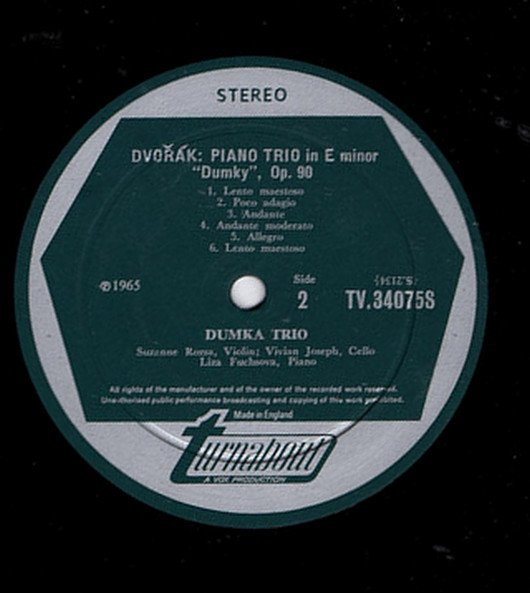 STEREO
DVOŘÁK: PIANO TRIO in E minor
"Dumky", Op. 90
1. Lento maestoso
2. Poco adagio
3. Andante
4. Andante moderato
5. Allegro
6. Lento maestoso
℗ 1965
Side
2
TV.34075S
DUMKA TRIO
Suzanne Rozsa, Violin; Vivian Joseph, Cello
Liza Fuchsova, Piano
All rights of the manufacturer and of the owner of the recorded work reserved.
Unauthorised public performance broadcasting and copying of this work prohibited.
Made in England
turnabout
A VOX PRODUCTION